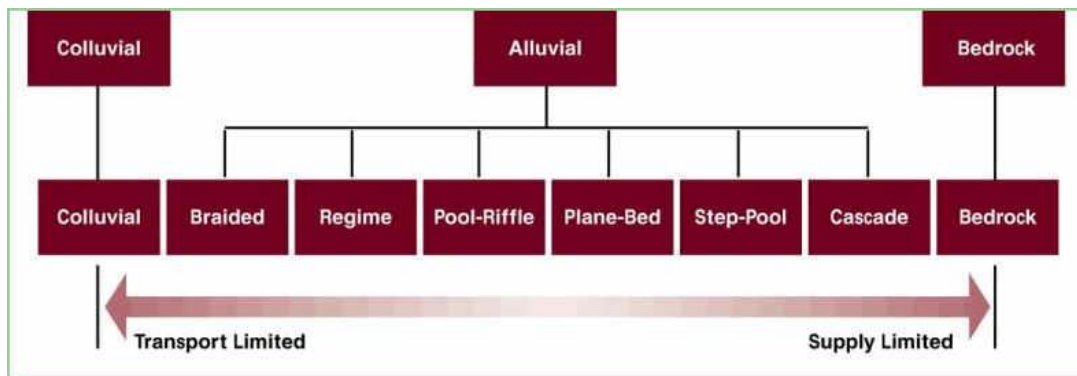 Colluvial
Alluvial
Bedrock
Colluvial
Braided
Regime
Pool-Riffle
Plane-Bed
Step-Pool
Cascade
Bedrock
Transport Limited
Supply Limited